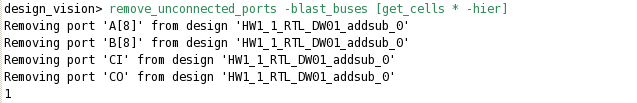 design_vision> remove_unconnected_ports -blast_buses [get_cells * -hier]
Removing port 'A[8]' from design 'HW1_1_RTL_DW01_addsub_0'
Removing port 'B[8]' from design 'HW1_1_RTL_DW01_addsub_0'
Removing port 'CI' from design 'HW1_1_RTL_DW01_addsub_0'
Removing port 'CO' from design 'HW1_1_RTL_DW01_addsub_0'
1